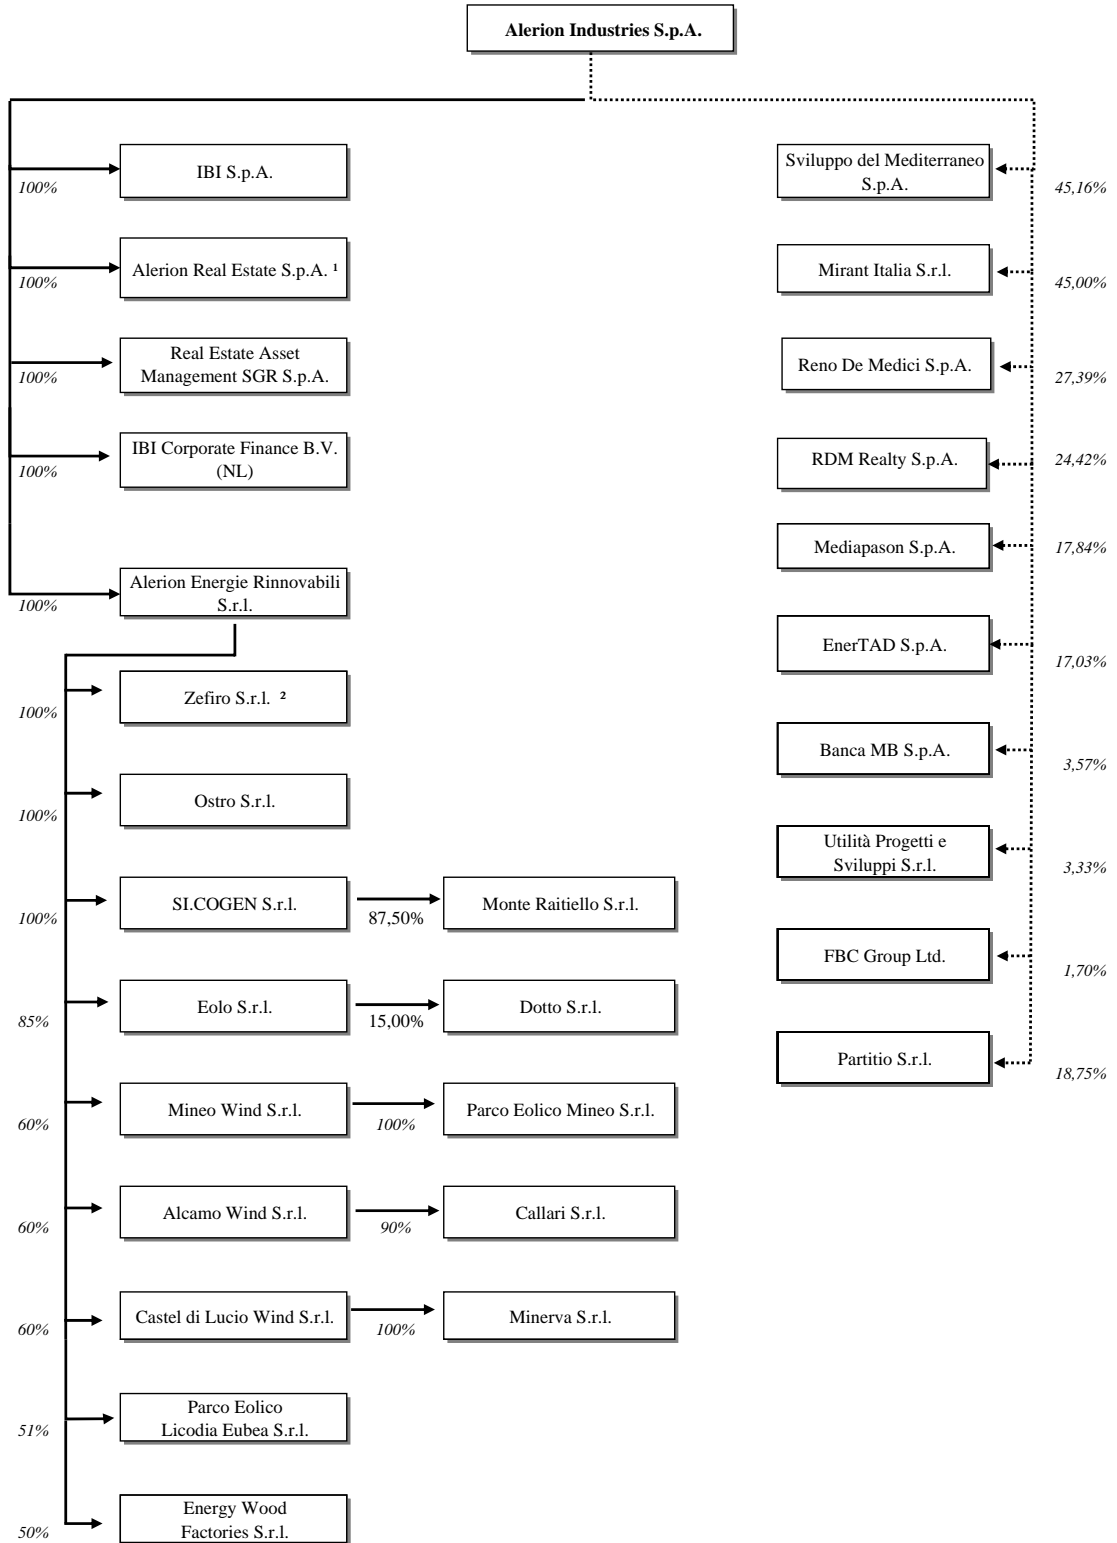 Alerion Industries S.p.A.
IBI S.p.A.
100%
Alerion Real Estate S.p.A. ¹
100%
Real Estate Asset
Management SGR S.p.A.
100%
IBI Corporate Finance B.V.
(NL)
100%
Alerion Energie Rinnovabili
S.r.l.
100%
Zefiro S.r.l. ²
100%
Ostro S.r.l.
100%
SI.COGEN S.r.l.
100%
87,50%
Monte Raitiello S.r.l.
Eolo S.r.l.
85%
15,00%
Dotto S.r.l.
Mineo Wind S.r.l.
60%
100%
Parco Eolico Mineo S.r.l.
Alcamo Wind S.r.l.
60%
90%
Callari S.r.l.
Castel di Lucio Wind S.r.l.
60%
100%
Minerva S.r.l.
Parco Eolico
Licodia Eubea S.r.l.
51%
Energy Wood
Factories S.r.l.
50%
Sviluppo del Mediterraneo
S.p.A.
45,16%
Mirant Italia S.r.l.
45,00%
Reno De Medici S.p.A.
27,39%
RDM Realty S.p.A.
24,42%
Mediapason S.p.A.
17,84%
EnerTAD S.p.A.
17,03%
Banca MB S.p.A.
3,57%
Utilità Progetti e
Sviluppi S.r.l.
3,33%
FBC Group Ltd.
1,70%
Partitio S.r.l.
18,75%